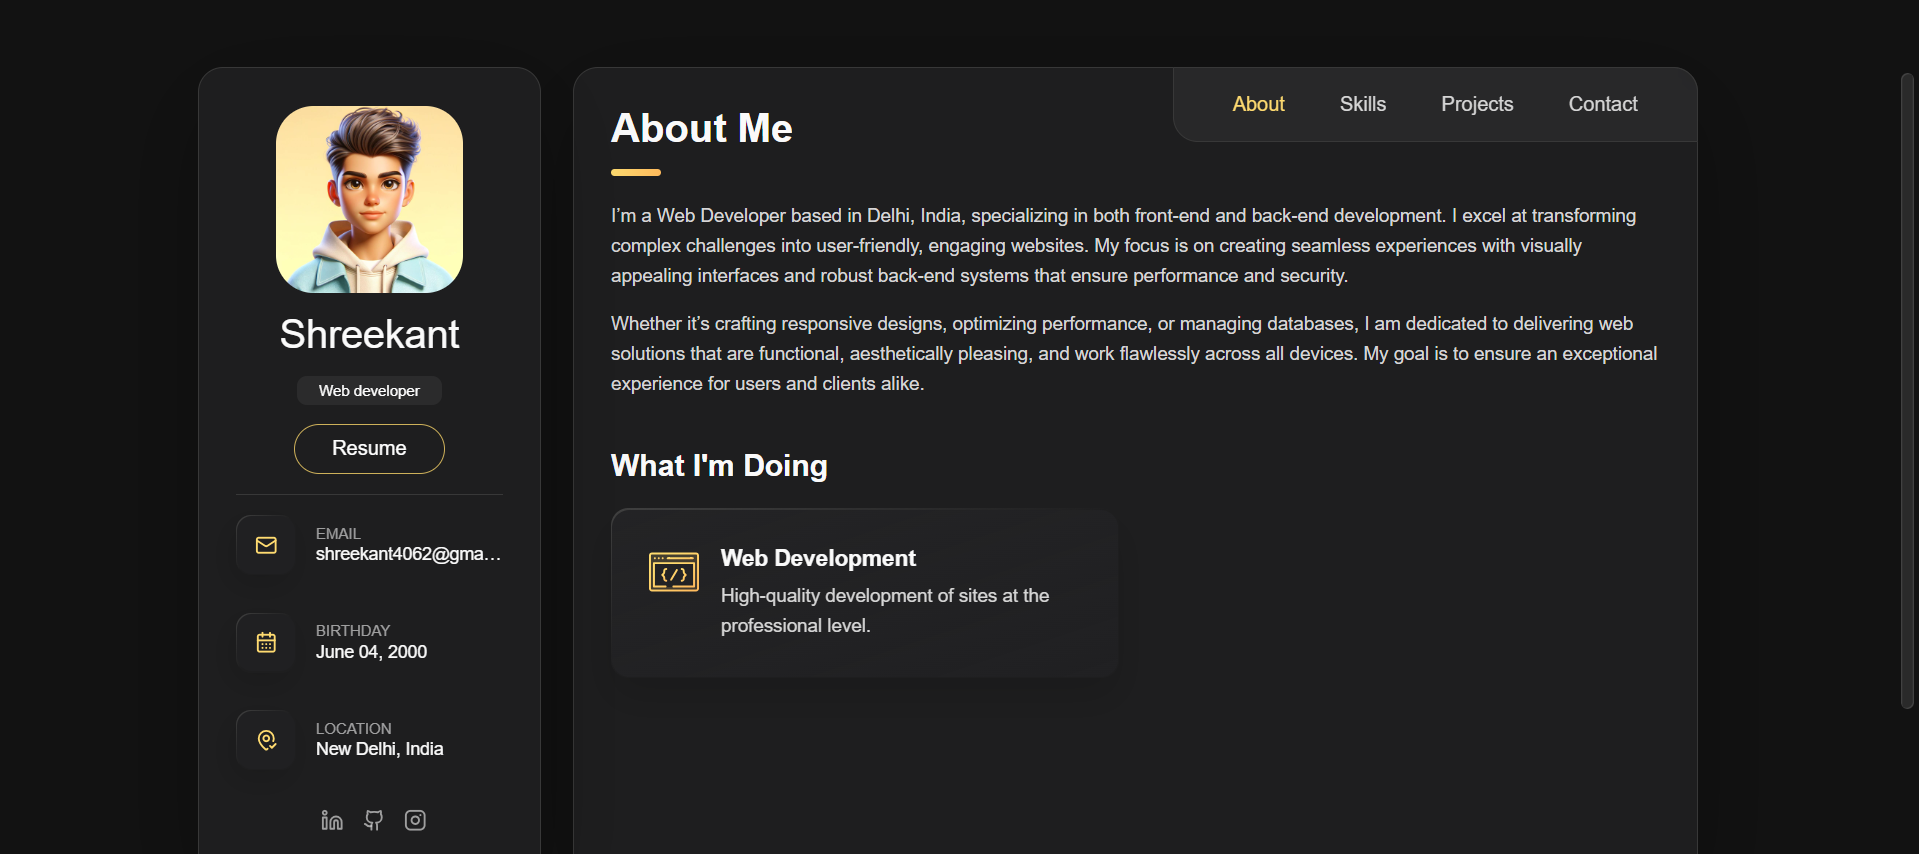 Shreekant
Web developer
Resume
EMAIL
shreekant4062@gma...
BIRTHDAY
June 04, 2000
LOCATION
New Delhi, India
About Skills Projects Contact
About Me
I’m a Web Developer based in Delhi, India, specializing in both front-end and back-end development. I excel at transforming
complex challenges into user-friendly, engaging websites. My focus is on creating seamless experiences with visually
appealing interfaces and robust back-end systems that ensure performance and security.
Whether it’s crafting responsive designs, optimizing performance, or managing databases, I am dedicated to delivering web
solutions that are functional, aesthetically pleasing, and work flawlessly across all devices. My goal is to ensure an exceptional
experience for users and clients alike.
What I'm Doing
{/}
Web Development
High-quality development of sites at the
professional level.